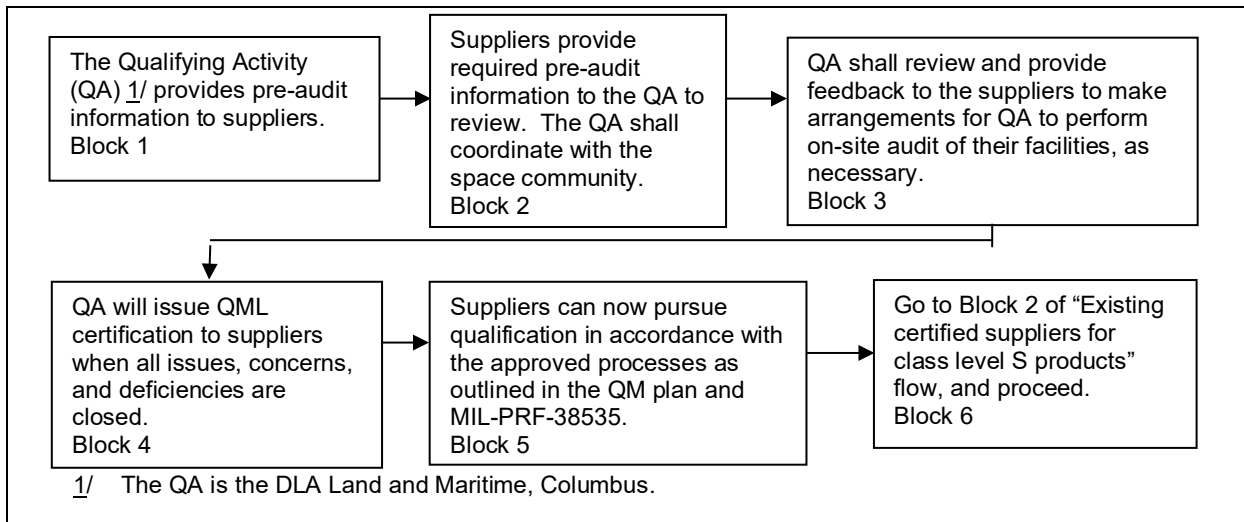 The Qualifying Activity
(QA) 1/ provides pre-audit
information to suppliers.
Block 1
Suppliers provide
required pre-audit
information to the QA to
review.  The QA shall
coordinate with the
space community.
Block 2
QA shall review and provide
feedback to the suppliers to make
arrangements for QA to perform
on-site audit of their facilities, as
necessary.
Block 3
QA will issue QML
certification to suppliers
when all issues, concerns,
and deficiencies are
closed.
Block 4
Suppliers can now pursue
qualification in accordance with
the approved processes as
outlined in the QM plan and
MIL-PRF-38535.
Block 5
Go to Block 2 of “Existing
certified suppliers for
class level S products”
flow, and proceed.
Block 6
1/ The QA is the DLA Land and Maritime, Columbus.